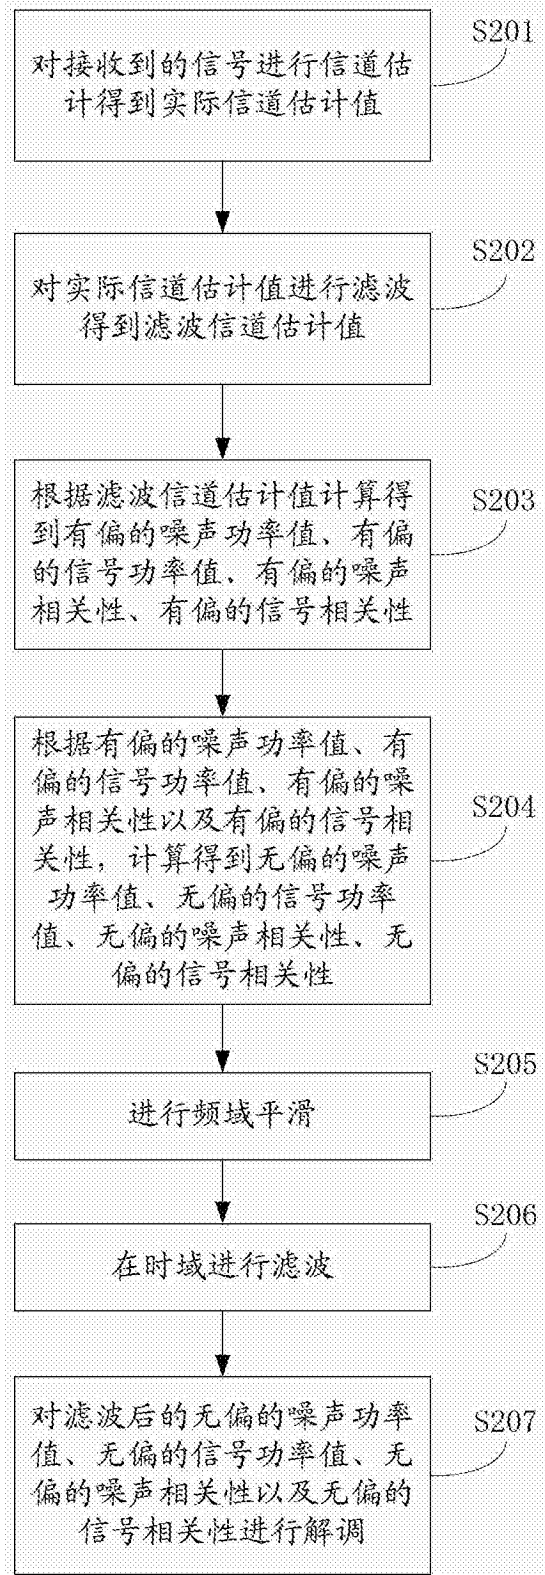 S201
对接收到的信号进行信道估
计得到实际信道估计值
S202
对实际信道估计值进行滤波
得到滤波信道估计值
S203
根据滤波信道估计值计算得
到有偏的噪声功率值、有偏
的信号功率值、有偏的噪声
相关性、有偏的信号相关性
S204
根据有偏的噪声功率值、有
偏的信号功率值、有偏的噪
声相关性以及有偏的信号相
关性，计算得到无偏的噪声
功率值、无偏的信号功率
值、无偏的噪声相关性、无
偏的信号相关性
S205
进行频域平滑
S206
在时域进行滤波
S207
对滤波后的无偏的噪声功率
值、无偏的信号功率值、无
偏的噪声相关性以及无偏的
信号相关性进行解调